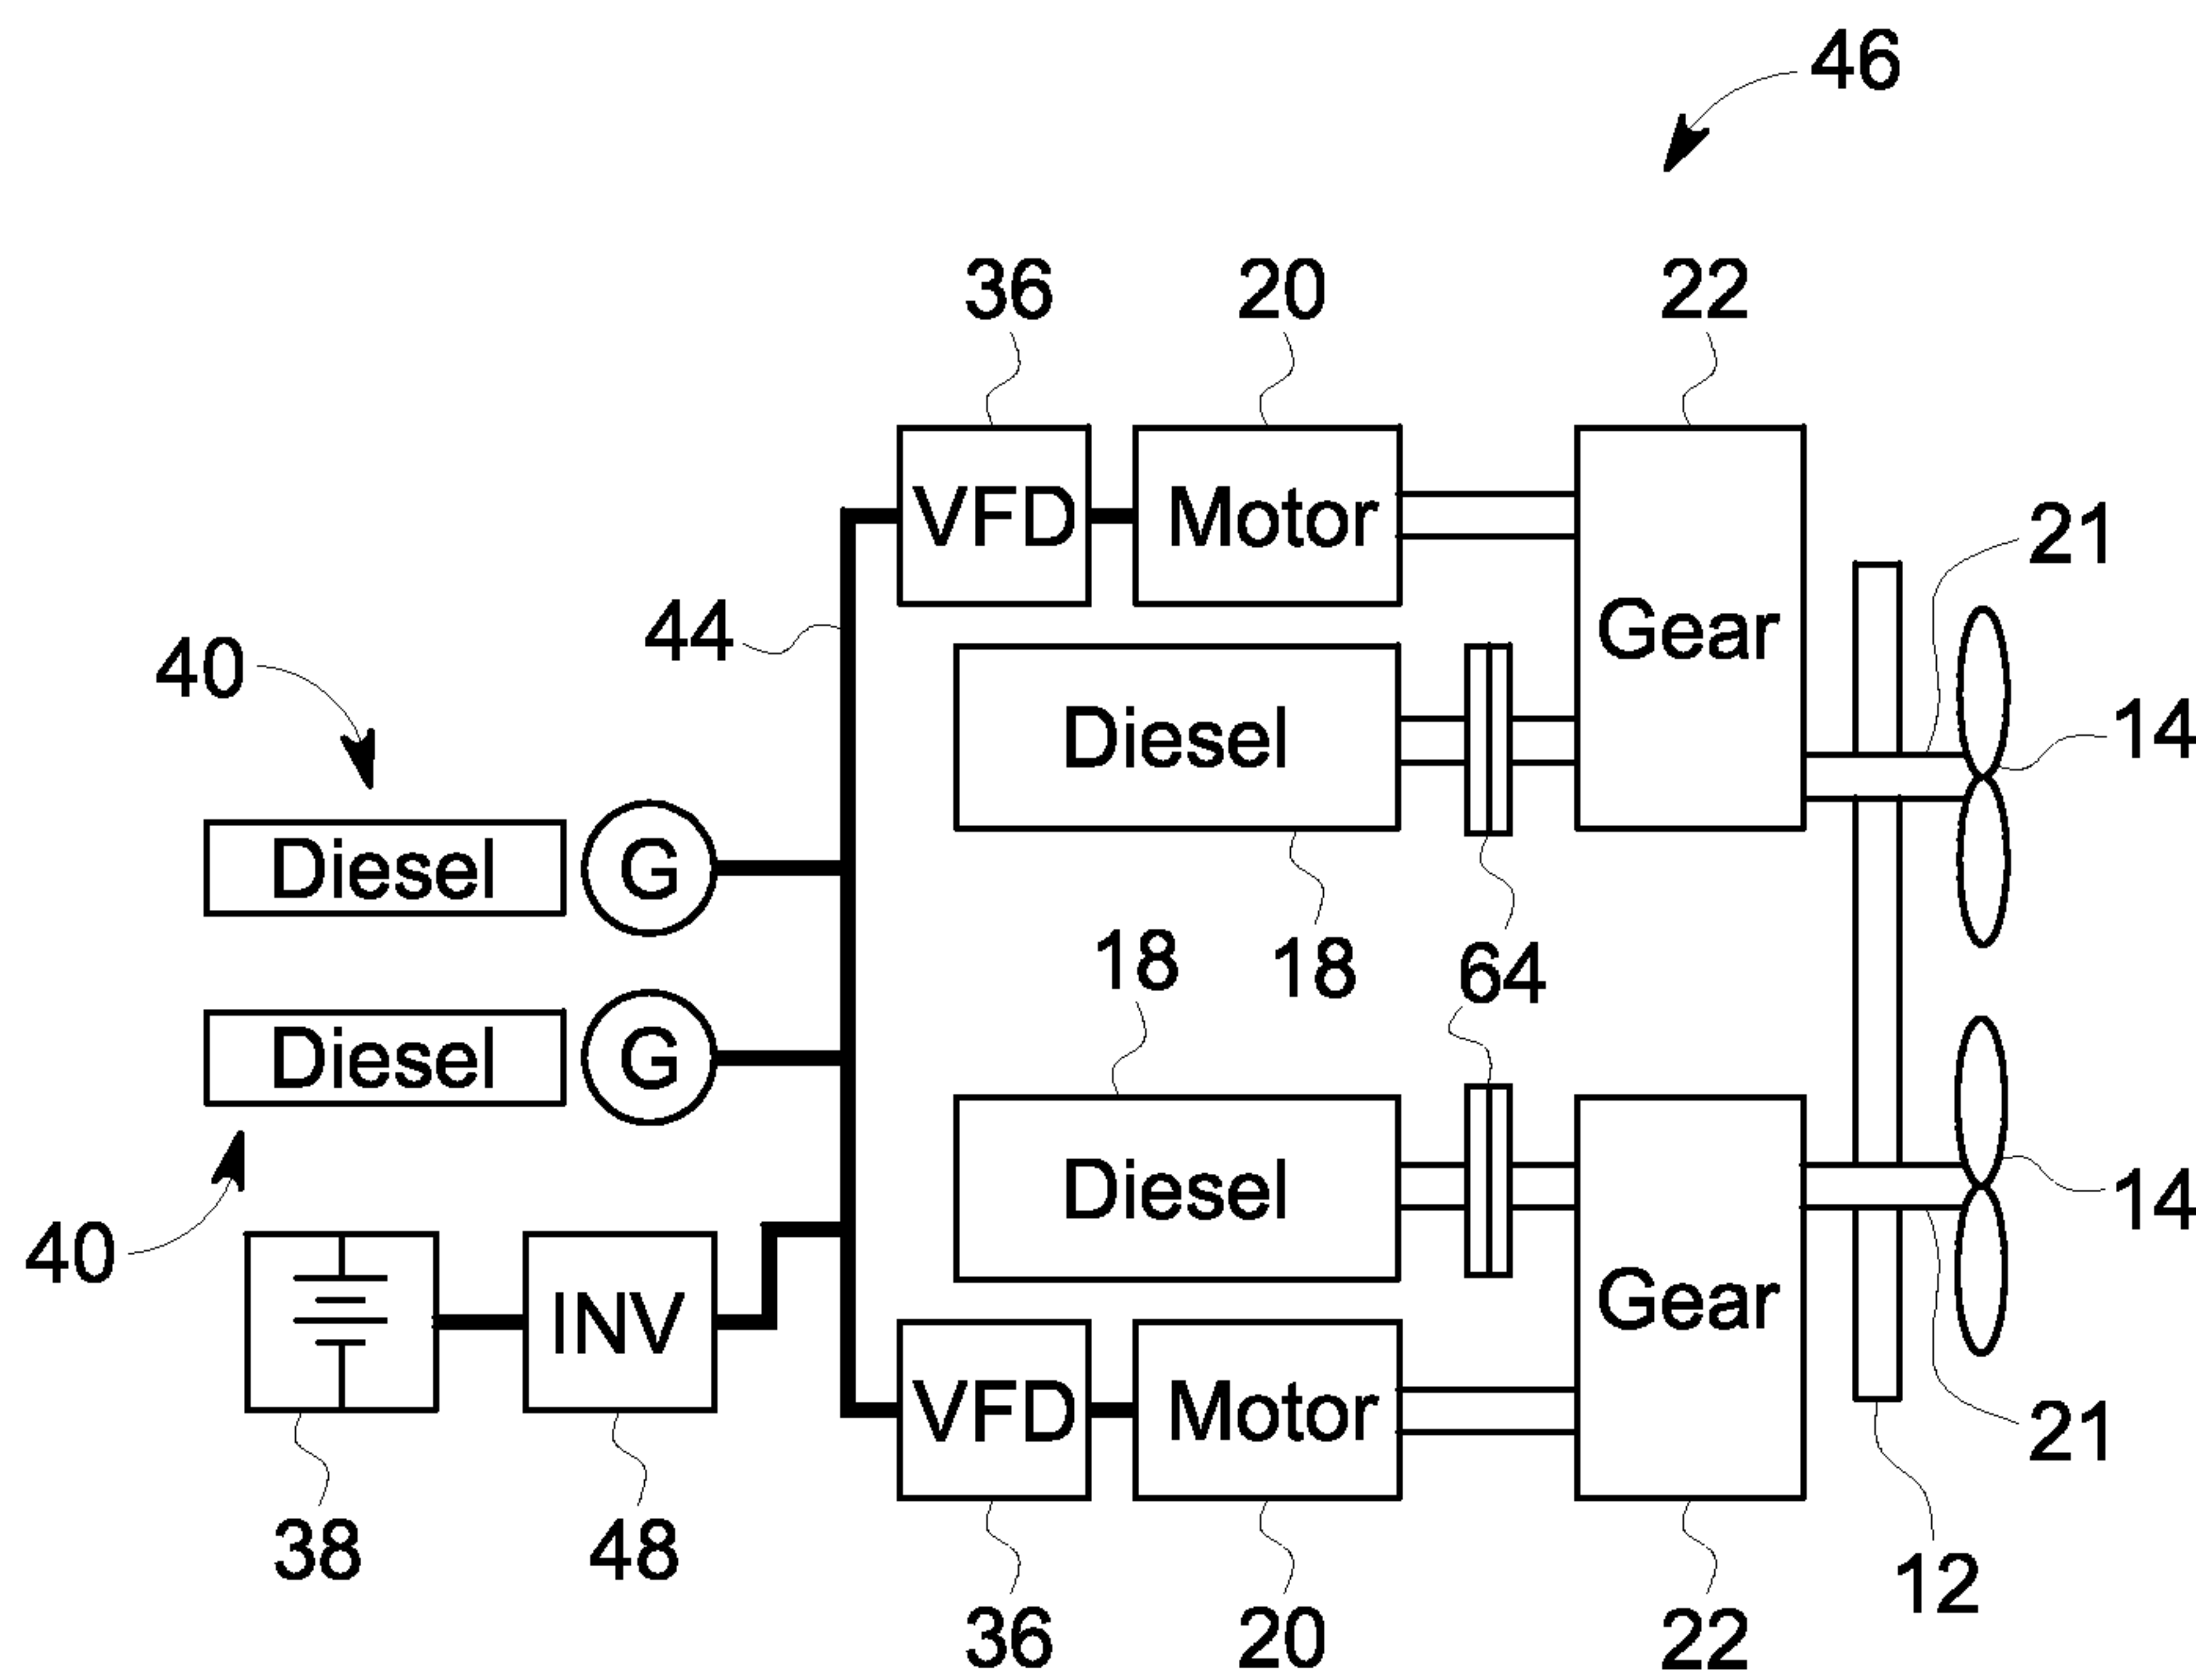 46
36 20 22
VFD Motor
21
Gear
44
40
14
Diesel
Diesel G
18 18 64
Diesel G
Diesel
14
40
INV
Gear
VFD Motor
21
38 48
12
36 20 22